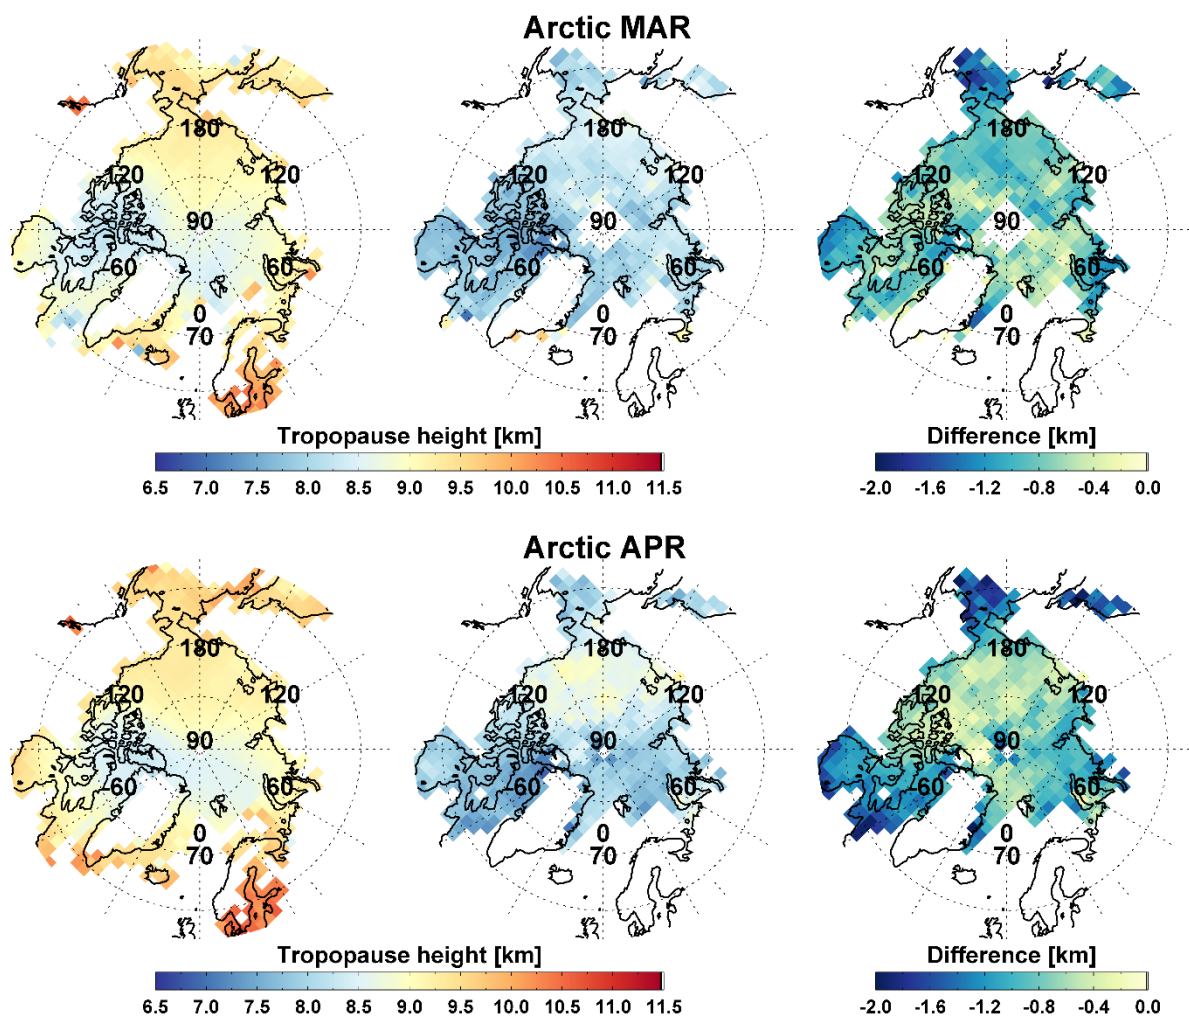 Arctic MAR
180 180 180
-120 120 -120 120 -120 120
90 90 90
-60 60 -60 60 -60 60
0 0 0
70 70 70
Tropopause height [km] Difference [km]
6.5 7.0 7.5 8.0 8.5 9.0 9.5 10.0 10.5 11.0 11.5 -2.0 -1.6 -1.2 -0.8 -0.4 0.0
Arctic APR
180 180 180
-120 120 -120 120 -120 120
90 90 90
-60 60 -60 60 -60 60
0 0 0
70 70 70
Tropopause height [km] Difference [km]
6.5 7.0 7.5 8.0 8.5 9.0 9.5 10.0 10.5 11.0 11.5 -2.0 -1.6 -1.2 -0.8 -0.4 0.0